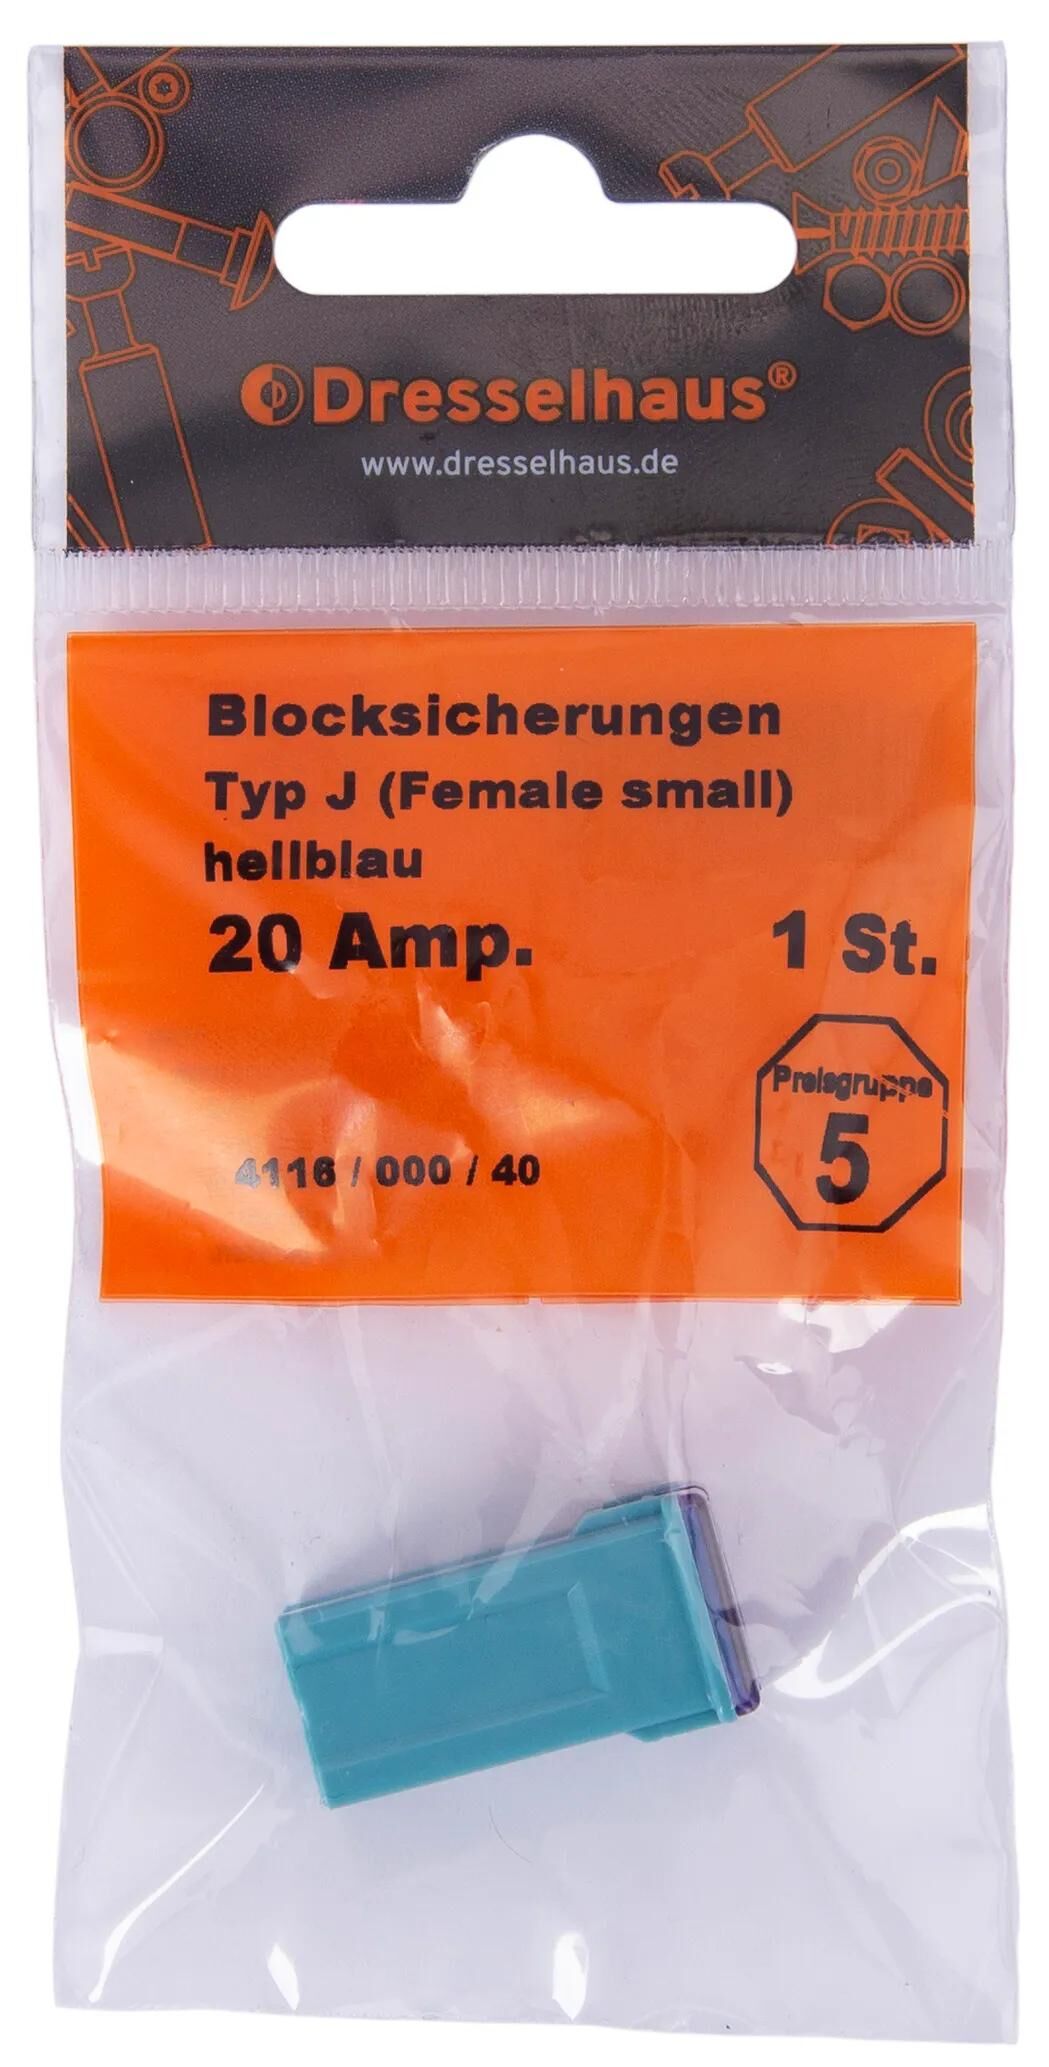 Dresselhaus®
www.dresselhaus.de
Blocksicherungen
Typ J (Female small)
hellblau
20 Amp. 1 St.
Preisgruppe
5
4116 / 000 / 40